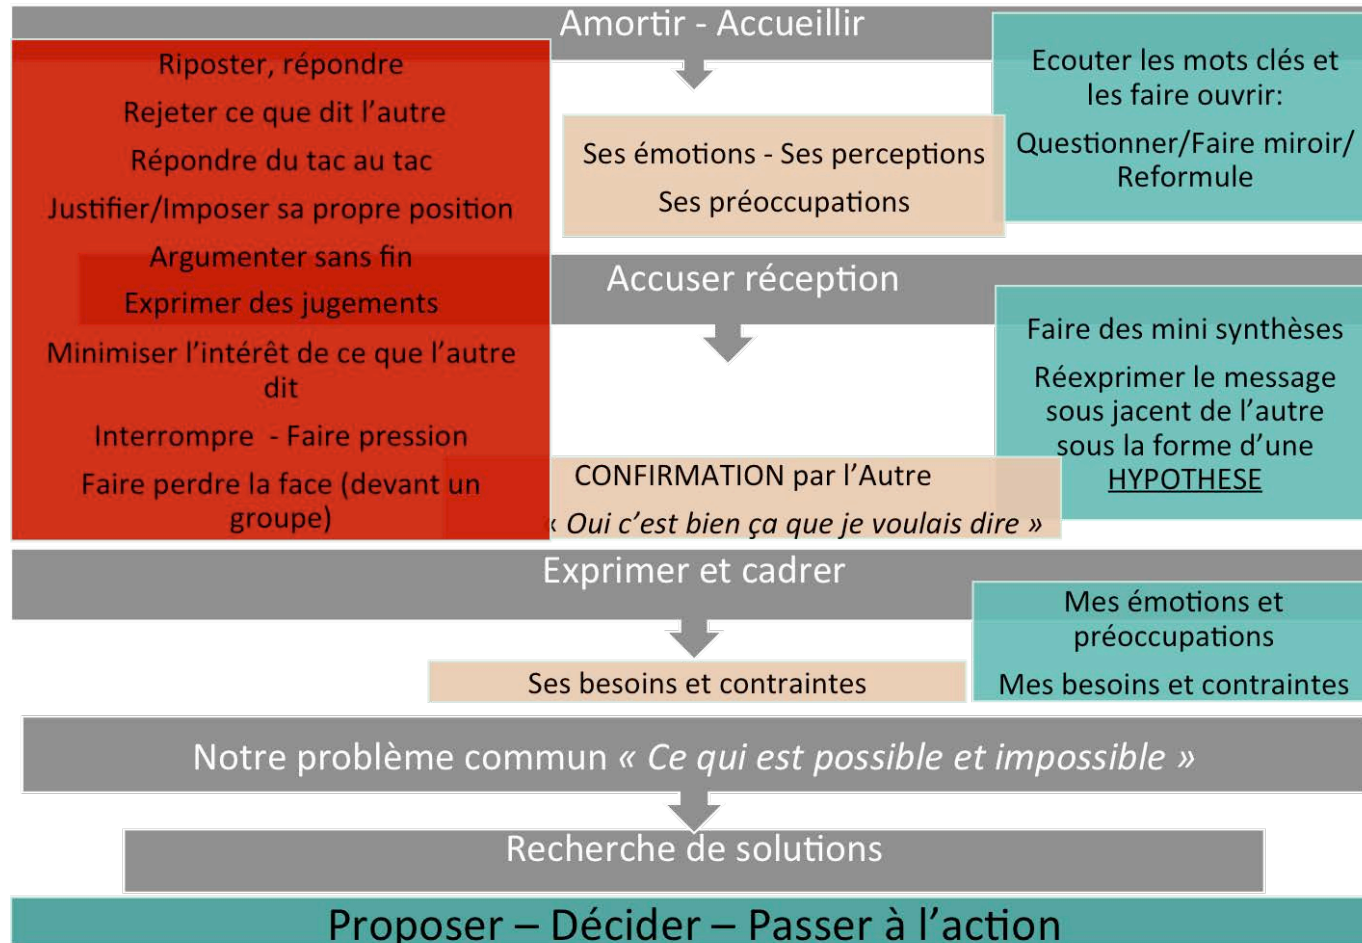 Amortir - Accueillir
Riposter, répondre
Rejeter ce que dit l’autre
Répondre du tac au tac
Justifier/Imposer sa propre position
Argumenter sans fin
Exprimer des jugements
Minimiser l’intérêt de ce que l’autre
dit
Interrompre - Faire pression
Faire perdre la face (devant un
groupe)
Ses émotions - Ses perceptions
Ses préoccupations
Ecouter les mots clés et
les faire ouvrir:
Questionner/Faire miroir/
Reformule
Accuser réception
Faire des mini synthèses
Réexprimer le message
sous jacent de l’autre
sous la forme d’une
HYPOTHESE
CONFIRMATION par l’Autre
« Oui c’est bien ça que je voulais dire »
Exprimer et cadrer
Mes émotions et
préoccupations
Mes besoins et contraintes
Ses besoins et contraintes
Notre problème commun « Ce qui est possible et impossible »
Recherche de solutions
Proposer – Décider – Passer à l’action